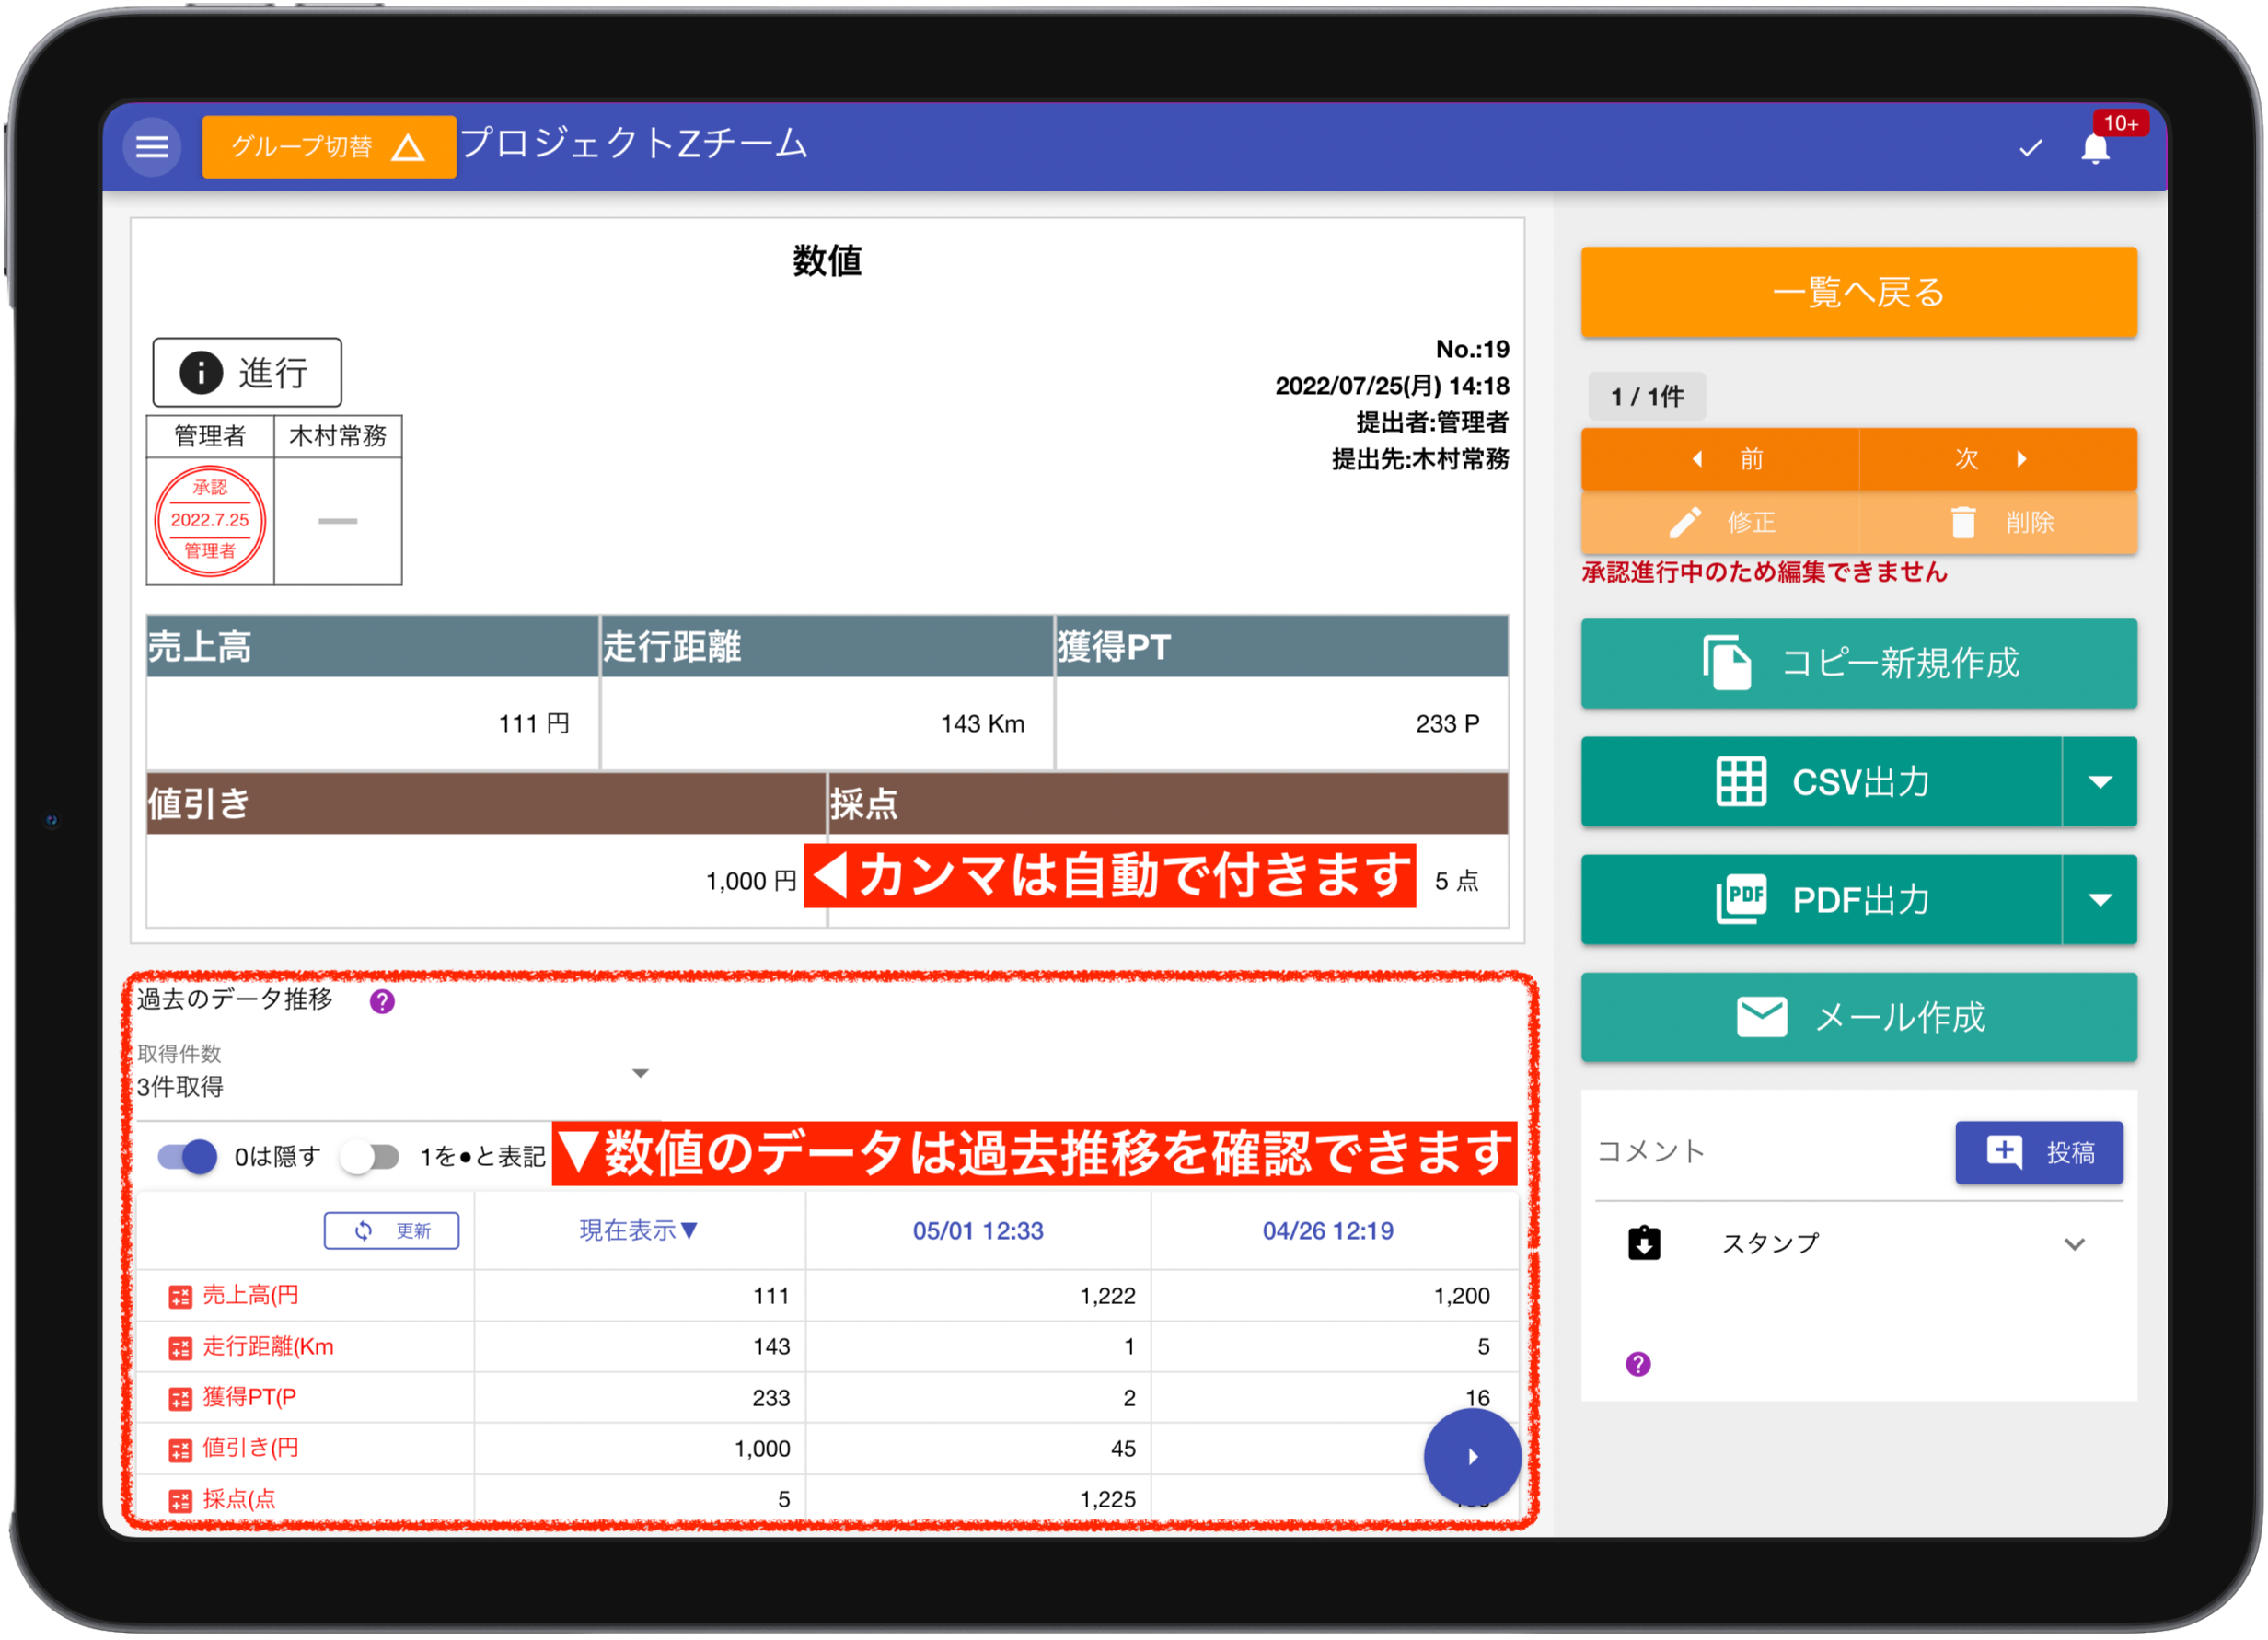 グループ切替 プロジェクトZチーム 10+
数値
進行
No.:19
2022/07/25(月) 14:18
提出者:管理者
提出先:木村常務
管理者 木村常務
承認
2022.7.25
管理者
売上高 走行距離 獲得PT
111 円 143 Km 233 P
値引き 採点
1,000 円 ◀カンマは自動で付きます 5 点
過去のデータ推移 ?
取得件数
3件取得
0は隠す 1を●と表記 ▼数値のデータは過去推移を確認できます
更新 現在表示▼ 05/01 12:33 04/26 12:19
売上高(円 111 1,222 1,200
走行距離(Km 143 1 5
獲得PT(P 233 2 16
値引き(円 1,000 45
採点(点 5 1,225
一覧へ戻る
1 / 1件
前 次
修正 削除
承認進行中のため編集できません
コピー新規作成
CSV出力
PDF PDF出力
メール作成
コメント 投稿
スタンプ
?